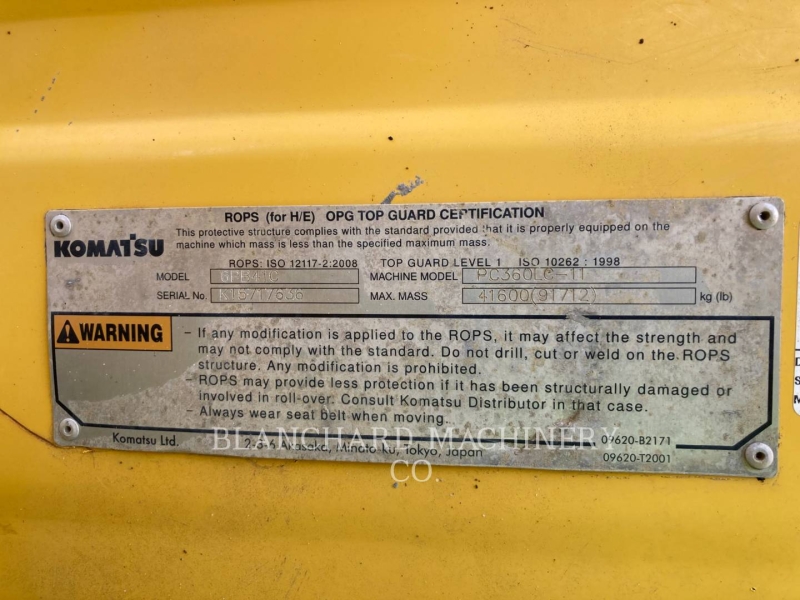 ROPS (for H/E) OPG TOP GUARD CERTIFICATION
KOMATSU
This protective structure complies with the standard provided that it is properly equipped on the
machine which mass is less than the specified maximum mass.
ROPS: ISO 12117-2:2008 TOP GUARD LEVEL 1 ISO 10262 : 1998
MODEL MACHINE MODEL PC360LC-11
SERIAL No. MAX. MASS 41600(91712) kg (lb)
WARNING
- If any modification is applied to the ROPS, it may affect the strength and
may not comply with the standard. Do not drill, cut or weld on the ROPS
structure. Any modification is prohibited.
- ROPS may provide less protection if it has been structurally damaged or
involved in roll-over. Consult Komatsu Distributor in that case.
- Always wear seat belt when moving.
Komatsu Ltd. 2-3-6 Akasaka, Minato-ku, Tokyo, Japan
09620-B2171
09620-T2001
BLANCHARD MACHINERY
CO
D
S
M